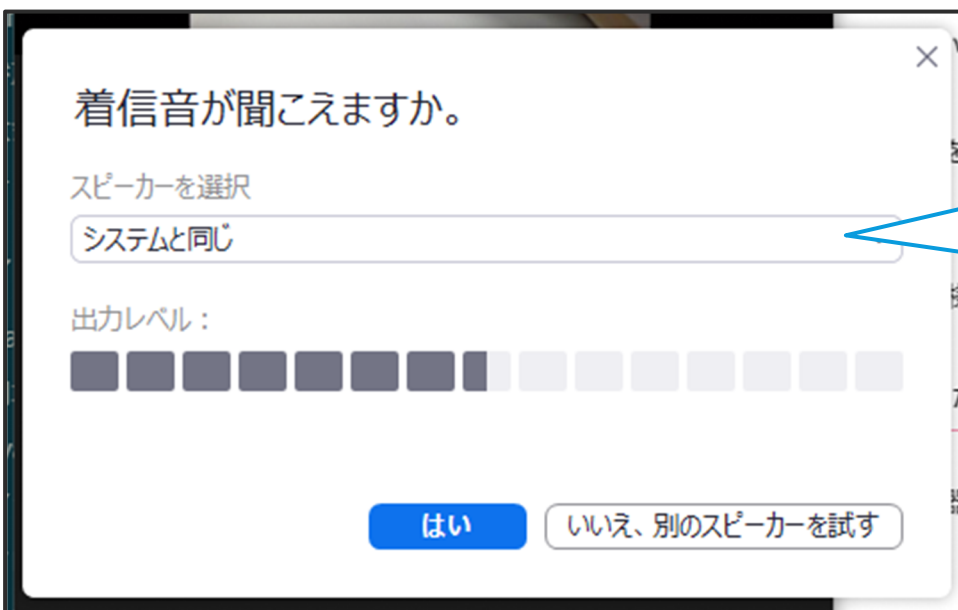 着信音が聞こえますか。
スピーカーを選択
システムと同じ
出力レベル：
はい
いいえ、別のスピーカーを試す